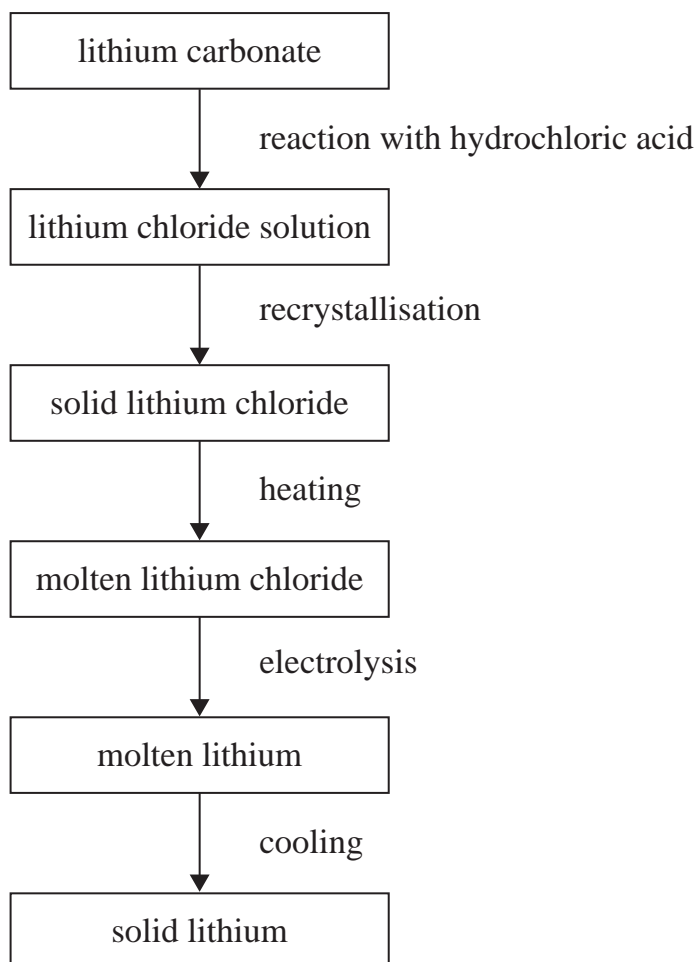 lithium carbonate
reaction with hydrochloric acid
lithium chloride solution
recrystallisation
solid lithium chloride
heating
molten lithium chloride
electrolysis
molten lithium
cooling
solid lithium